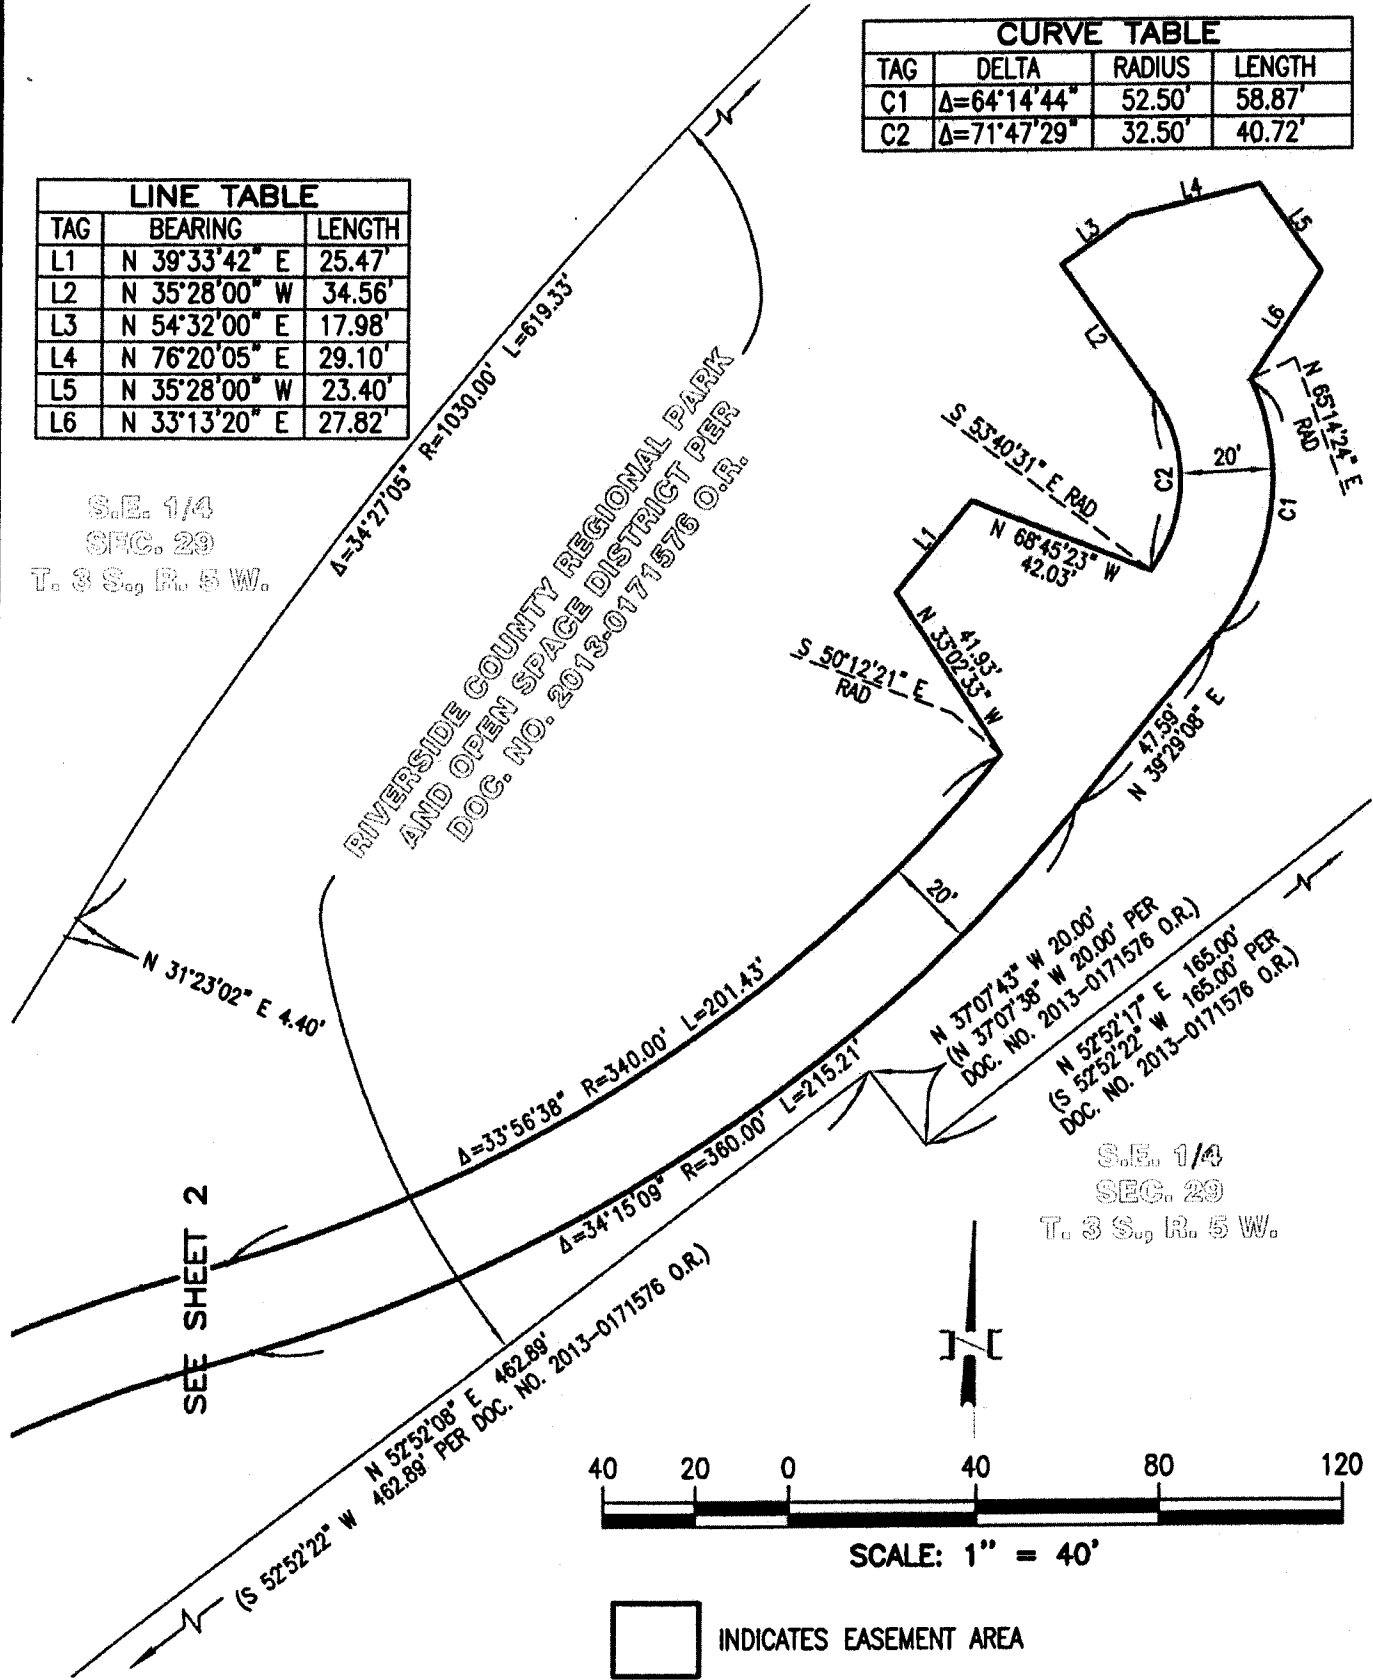 CURVE TABLE
TAG DELTA RADIUS LENGTH
C1 Δ=64°14'44" 52.50' 58.87'
C2 Δ=71°47'29" 32.50' 40.72'
LINE TABLE
TAG BEARING LENGTH
L1 N 39°33'42" E 25.47'
L2 N 35°28'00" W 34.56'
L3 N 54°32'00" E 17.98'
L4 N 76°20'05" E 29.10'
L5 N 35°28'00" W 23.40'
L6 N 33°13'20" E 27.82'
S.E. 1/4
SEC. 29
T. 3 S., R. 5 W.
Δ=34°27'05" R=1030.00' L=619.33'
RIVERSIDE COUNTY REGIONAL PARK
AND OPEN SPACE DISTRICT PER
DOC. NO. 2013-0171576 O.R.
L3
L4
L5
L2
L6
N 65°14'24" E
RAD
S 53°40'31" E RAD
C2
20'
C1
L1
N 68°45'23" W
42.03'
41.93'
N 33°02'33" W
S 50°12'21" E
RAD
47.59'
N 39°29'08" E
20'
N 31°23'02" E 4.40'
Δ=33°56'38" R=340.00' L=201.43'
Δ=34°15'09" R=360.00' L=215.21'
N 37°07'43" W 20.00'
(N 37°07'38" W 20.00' PER
DOC. NO. 2013-0171576 O.R.)
N 52°52'17" E 165.00'
(S 52°52'22" W 165.00' PER
DOC. NO. 2013-0171576 O.R.)
S.E. 1/4
SEC. 29
T. 3 S., R. 5 W.
SEE SHEET 2
N 52°52'08" E 462.89'
(S 52°52'22" W 462.89' PER DOC. NO. 2013-0171576 O.R.)
N
40 20 0 40 80 120
SCALE: 1" = 40'
INDICATES EASEMENT AREA